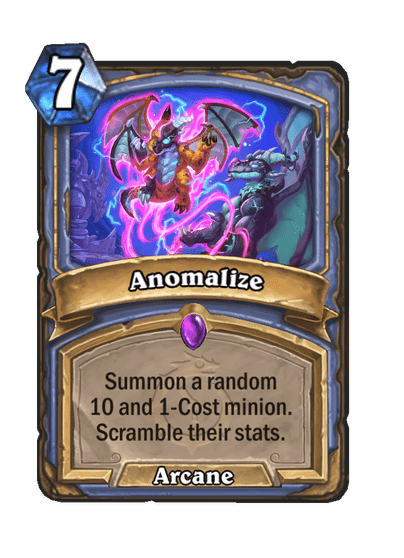 7
Anomalize
Summon a random
10 and 1-Cost minion.
Scramble their stats.
Arcane